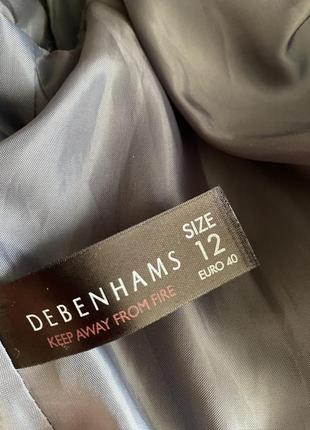 DEBENHAMS
KEEP AWAY FROM FIRE
SIZE
12
EURO 40